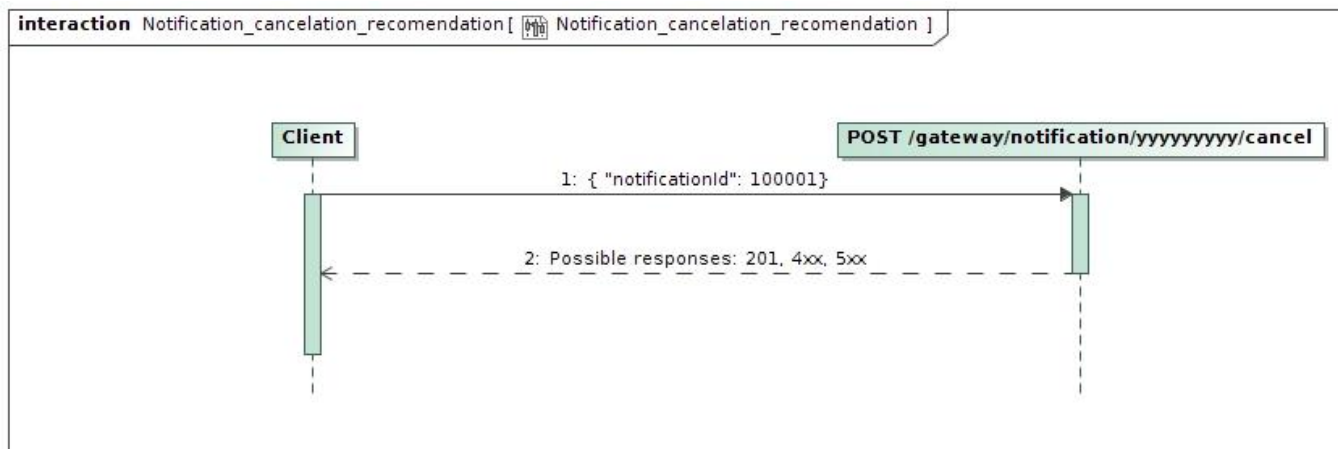 interaction Notification_cancelation_recomendation [ Notification_cancelation_recomendation ]
Client
POST /gateway/notification/yyyyyyyyy/cancel
1: { "notificationId": 100001}
2: Possible responses: 201, 4xx, 5xx